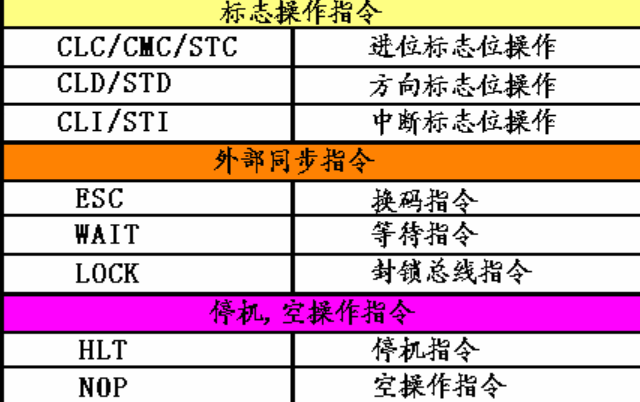 标志操作指令
CLC/CMC/STC 进位标志位操作
CLD/STD 方向标志位操作
CLI/STI 中断标志位操作
外部同步指令
ESC 换码指令
WAIT 等待指令
LOCK 封锁总线指令
停机,空操作指令
HLT 停机指令
NOP 空操作指令